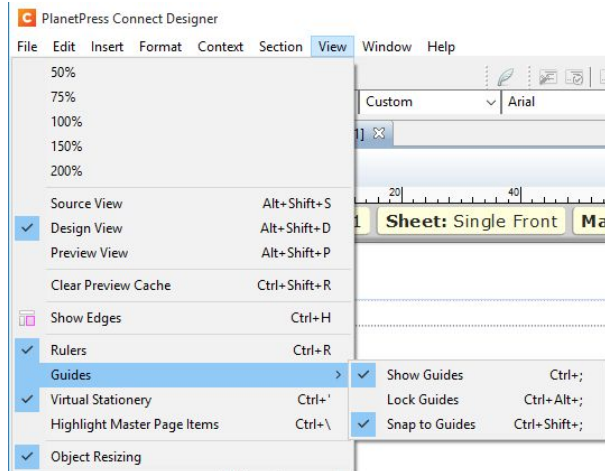 C PlanetPress Connect Designer
File Edit Insert Format Context Section View Window Help
50%
75%
100%
150%
200%
Custom
Arial
1]
20 40
1 Sheet: Single Front Ma
Source View Alt+Shift+S
Design View Alt+Shift+D
Preview View Alt+Shift+P
Clear Preview Cache Ctrl+Shift+R
Show Edges Ctrl+H
Rulers Ctrl+R
Guides
Virtual Stationery Ctrl+'
Highlight Master Page Items Ctrl+\
Object Resizing
Show Guides Ctrl+;
Lock Guides Ctrl+Alt+;
Snap to Guides Ctrl+Shift+;